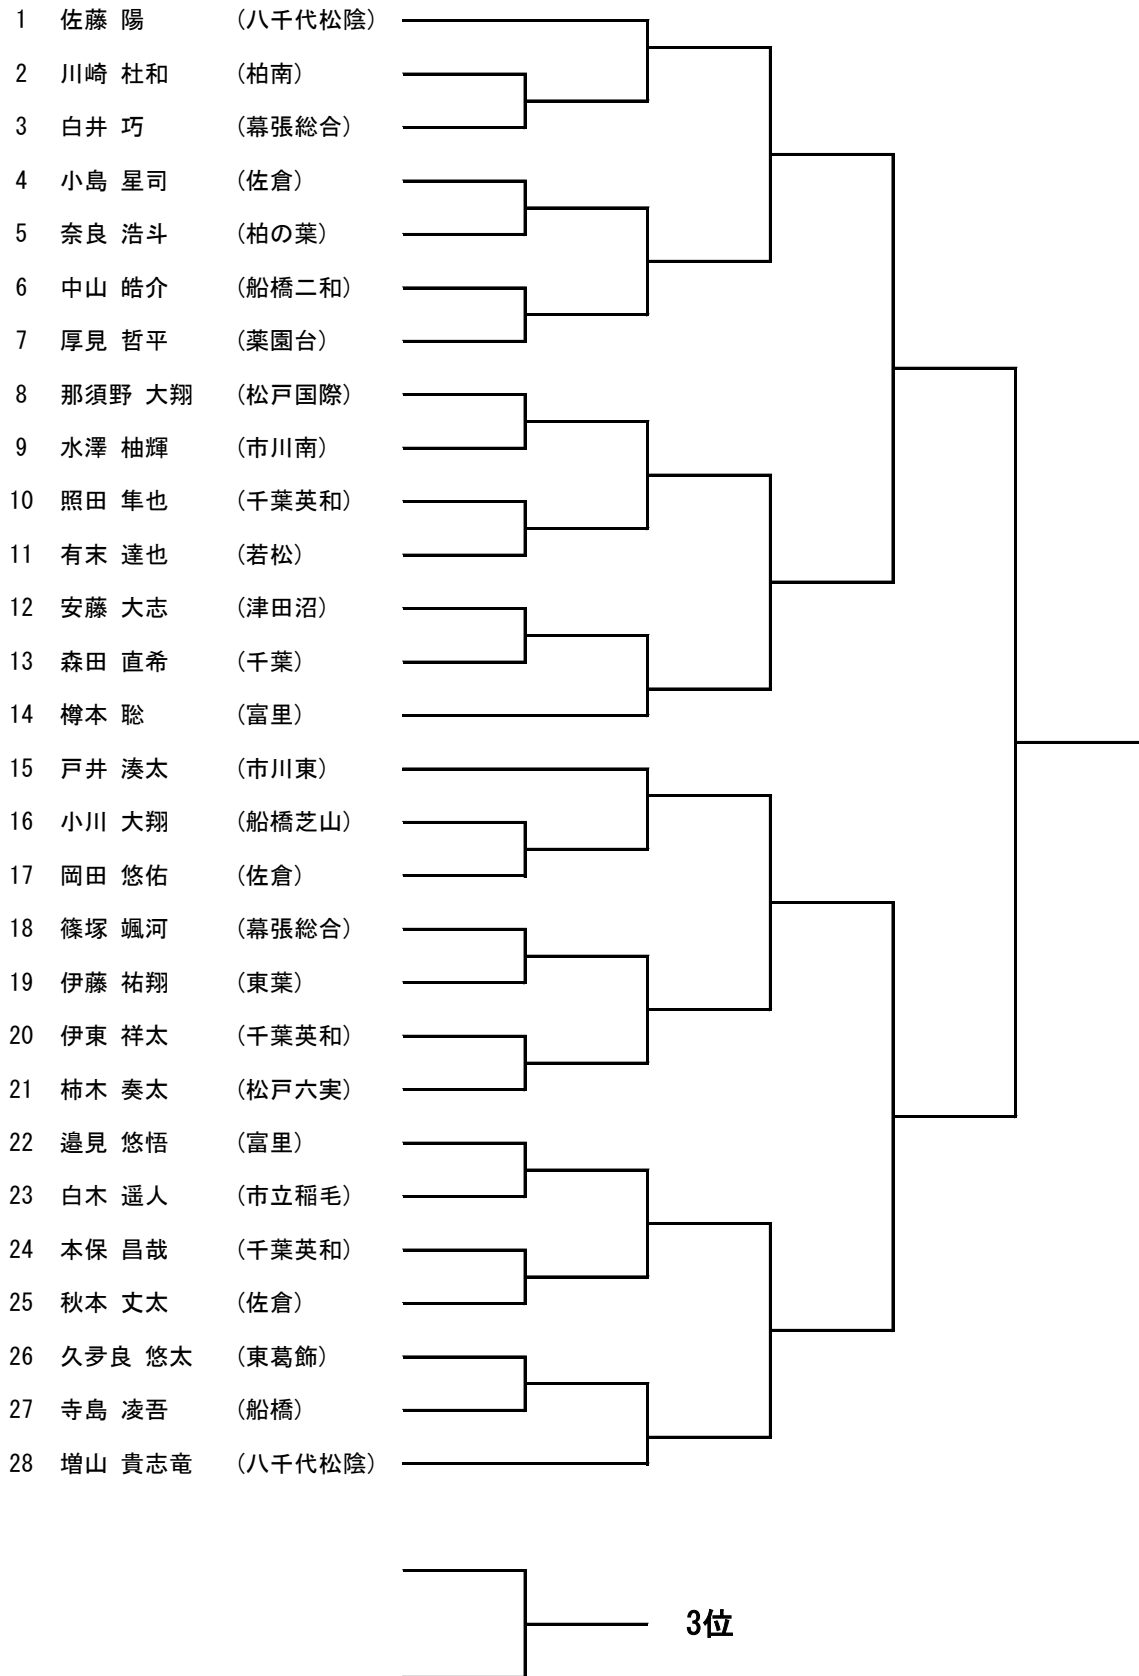 1 佐藤 陽 (八千代松陰)
2 川崎 杜和 (柏南)
3 白井 巧 (幕張総合)
4 小島 星司 (佐倉)
5 奈良 浩斗 (柏の葉)
6 中山 皓介 (船橋二和)
7 厚見 哲平 (薬園台)
8 那須野 大翔 (松戸国際)
9 水澤 柚輝 (市川南)
10 照田 隼也 (千葉英和)
11 有末 達也 (若松)
12 安藤 大志 (津田沼)
13 森田 直希 (千葉)
14 樽本 聡 (富里)
15 戸井 湊太 (市川東)
16 小川 大翔 (船橋芝山)
17 岡田 悠佑 (佐倉)
18 篠塚 颯河 (幕張総合)
19 伊藤 祐翔 (東葉)
20 伊東 祥太 (千葉英和)
21 柿木 奏太 (松戸六実)
22 邉見 悠悟 (富里)
23 白木 遥人 (市立稲毛)
24 本保 昌哉 (千葉英和)
25 秋本 丈太 (佐倉)
26 久多良 悠太 (東葛飾)
27 寺島 凌吾 (船橋)
28 増山 貴志竜 (八千代松陰)
3位